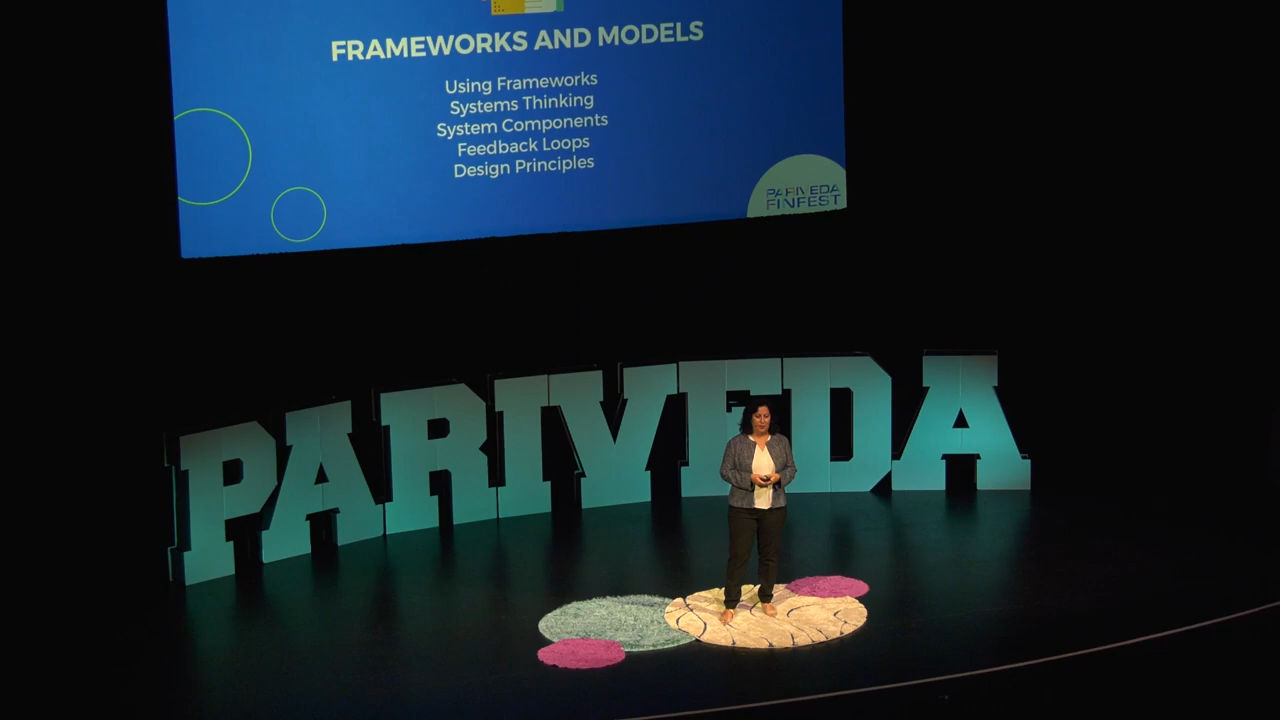 FRAMEWORKS AND MODELS
Using Frameworks
Systems Thinking
System Components
Feedback Loops
Design Principles
PARIVEDA
FINFEST
PARIVEDA